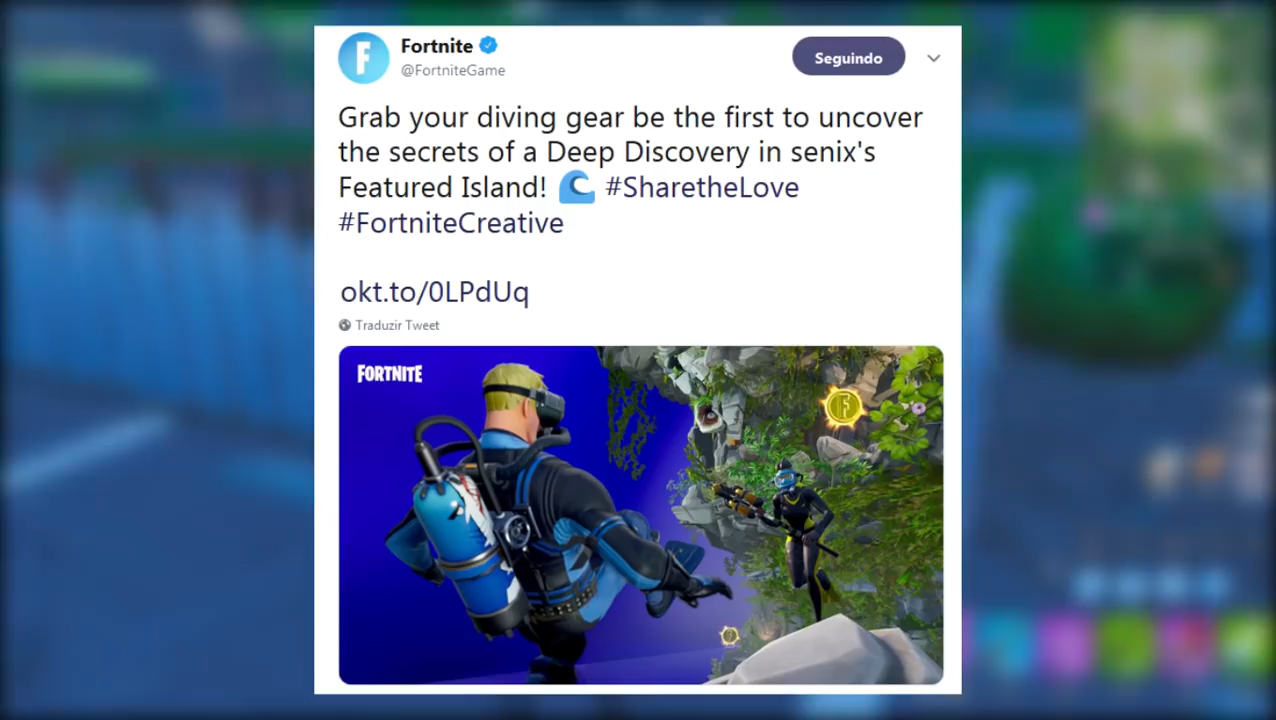 Fortnite
@FortniteGame
Seguindo
Grab your diving gear be the first to uncover
the secrets of a Deep Discovery in senix's
Featured Island! 🌊 #SharetheLove
#FortniteCreative
okt.to/0LPdUq
Traduzir Tweet
FORTNITE